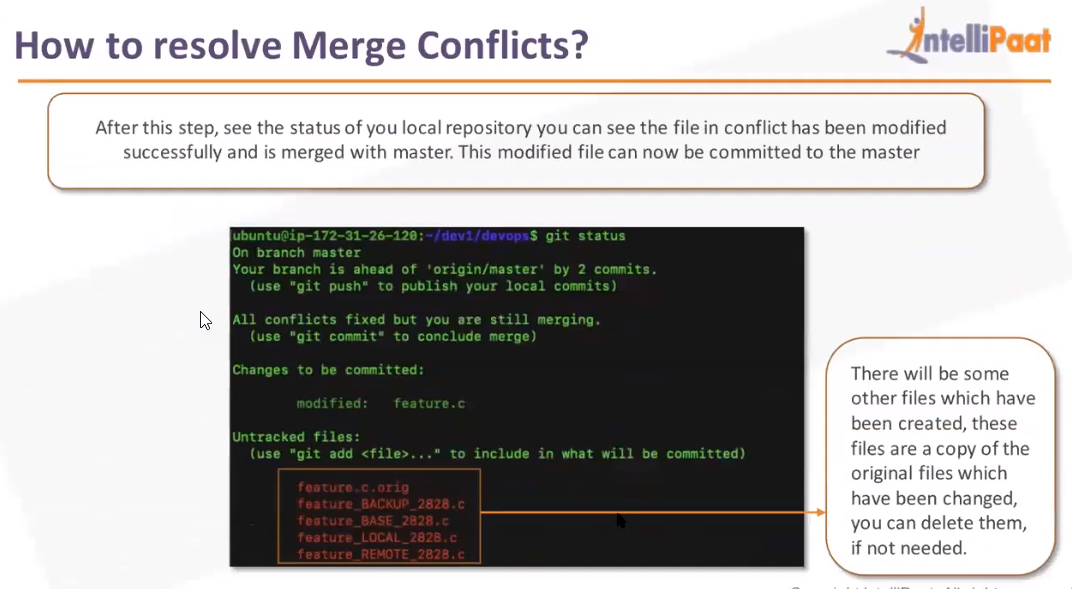 How to resolve Merge Conflicts?
IntelliPaat
After this step, see the status of you local repository you can see the file in conflict has been modified
successfully and is merged with master. This modified file can now be committed to the master
ubuntu@ip-172-31-26-120:~/dev1/devops$ git status
On branch master
Your branch is ahead of 'origin/master' by 2 commits.
(use "git push" to publish your local commits)
All conflicts fixed but you are still merging.
(use "git commit" to conclude merge)
Changes to be committed:
modified: feature.c
Untracked files:
(use "git add <file>..." to include in what will be committed)
feature.c.orig
feature_BACKUP_2828.c
feature_BASE_2828.c
feature_LOCAL_2828.c
feature_REMOTE_2828.c
There will be some
other files which have
been created, these
files are a copy of the
original files which
have been changed,
you can delete them,
if not needed.